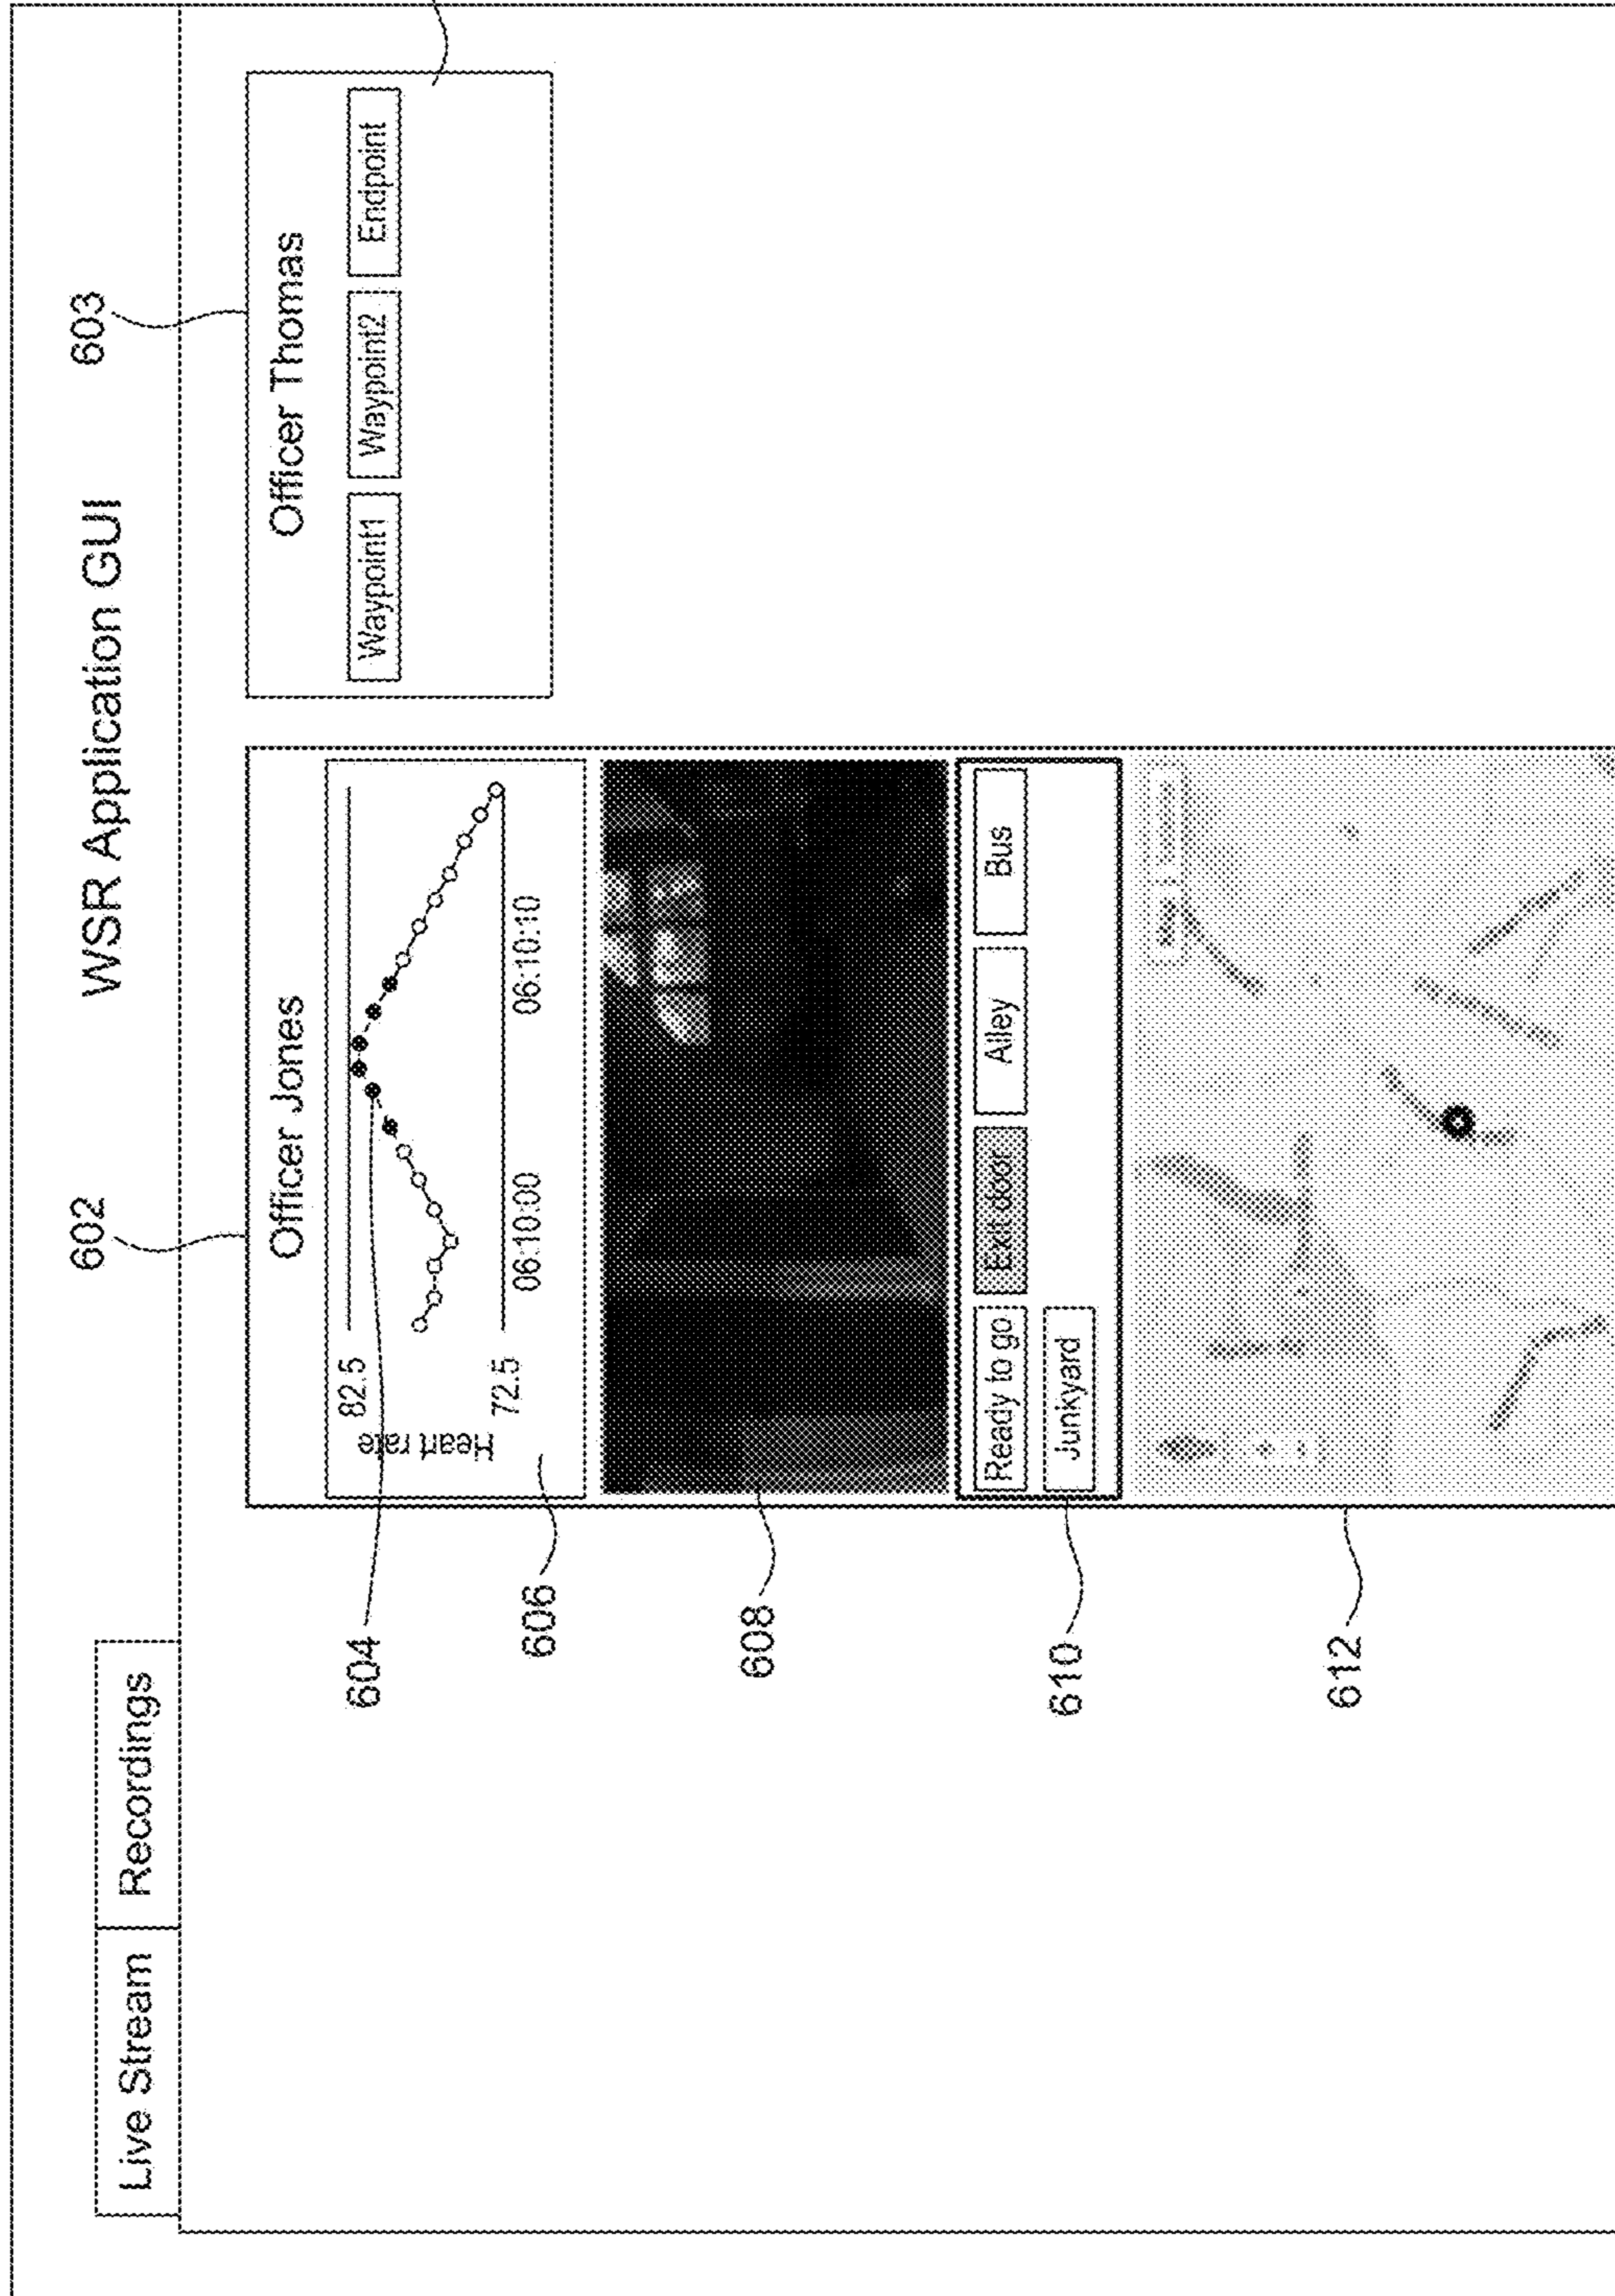 WSR Application GUI
Live Stream
Recordings
602
603
Officer Jones
Officer Thomas
604
82.5
Heart rate
72.5
06:10:00
06:10:10
606
608
610
Ready to go
Exit door
Alley
Bus
Junkyard
612
Waypoint1
Waypoint2
Endpoint